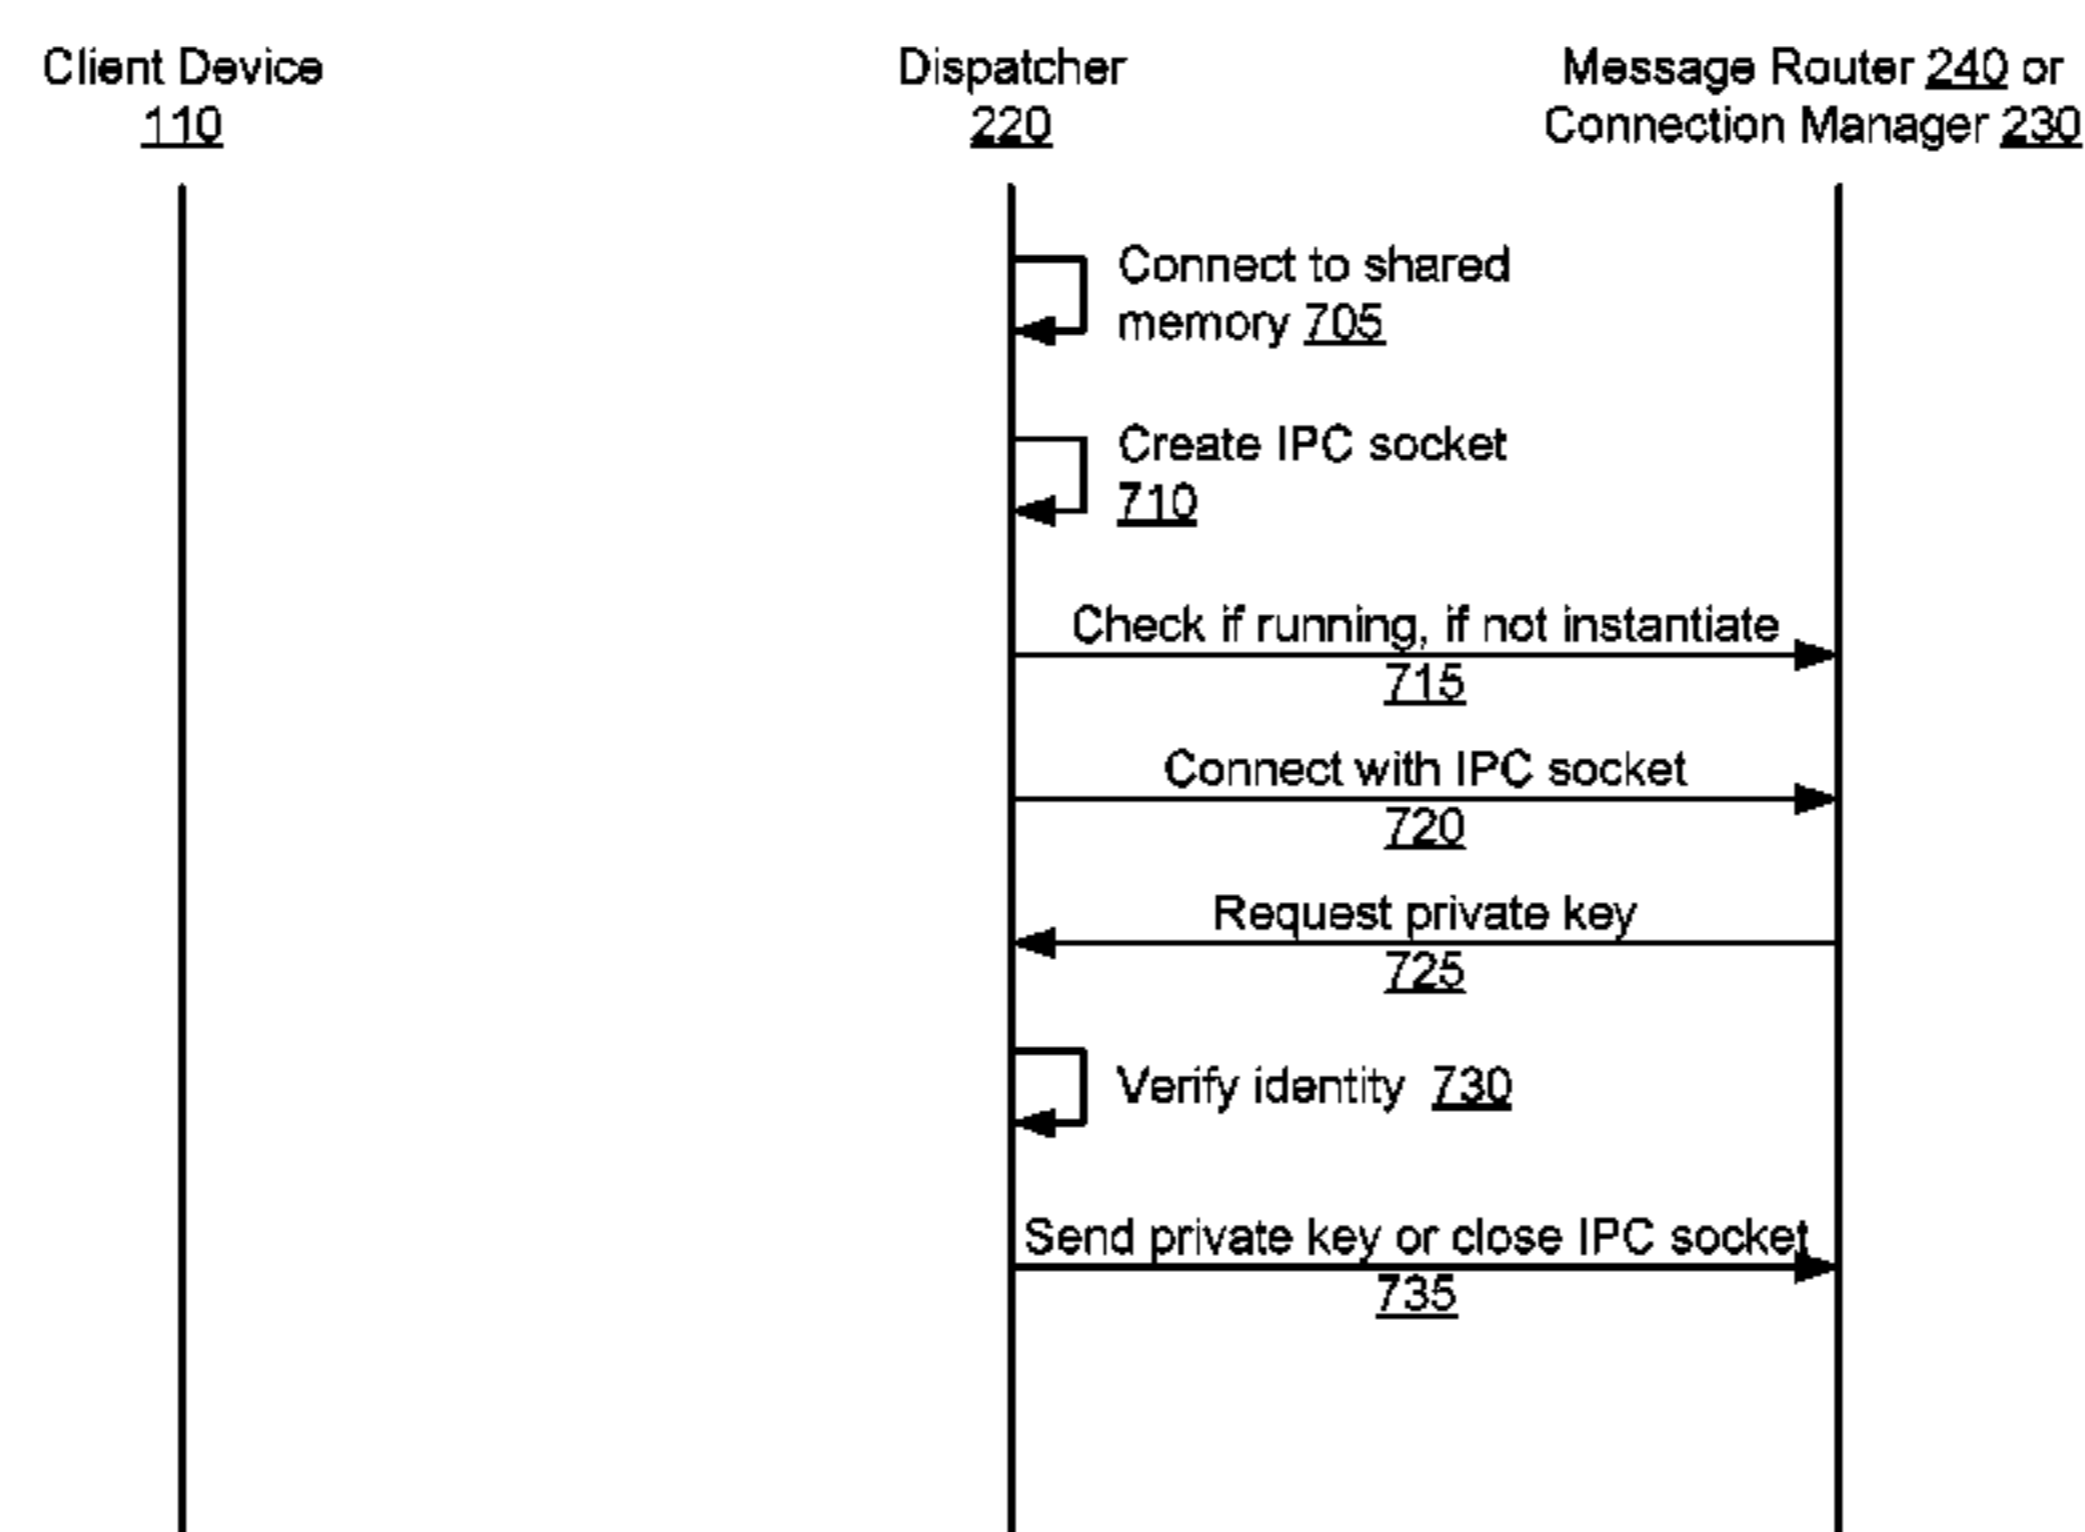 Client Device
110
Dispatcher
220
Message Router 240 or
Connection Manager 230
Connect to shared
memory 705
Create IPC socket
710
Check if running, if not instantiate
715
Connect with IPC socket
720
Request private key
725
Verify identity 730
Send private key or close IPC socket
735